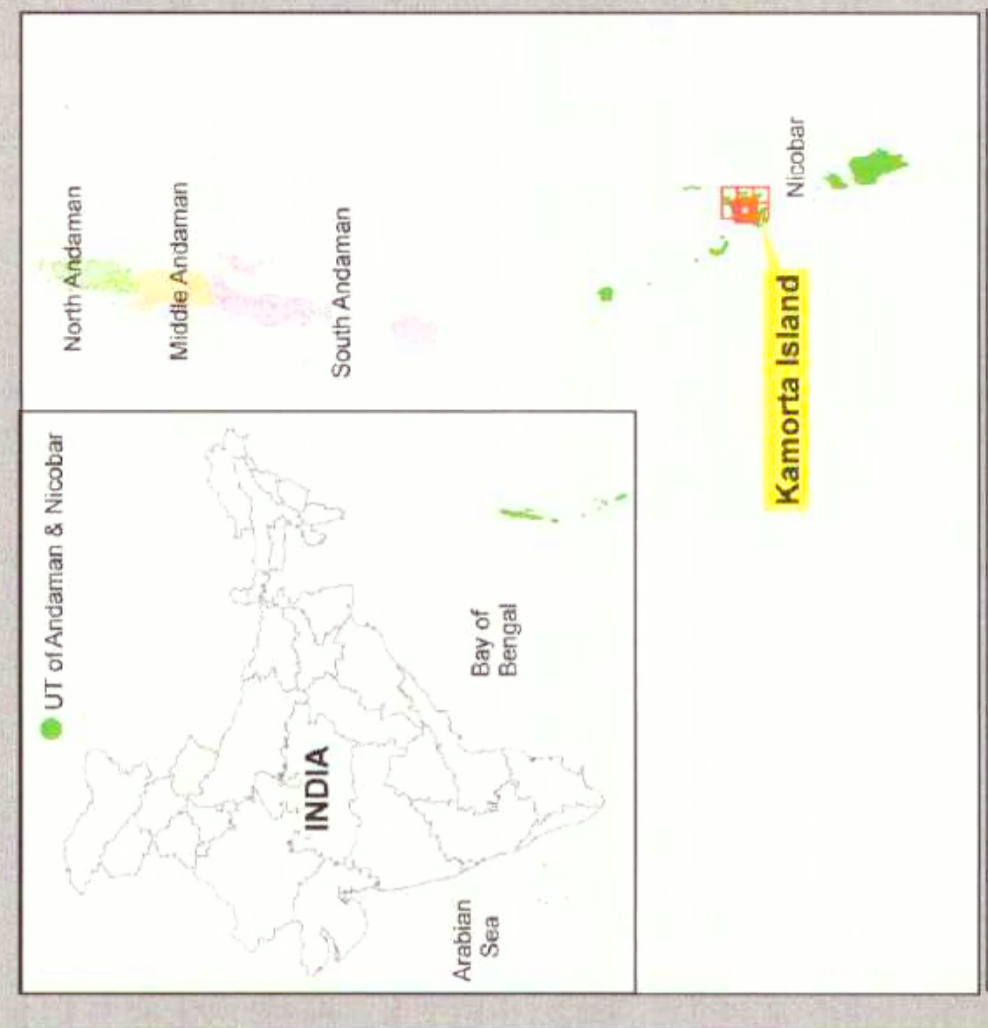 UT of Andaman & Nicobar
INDIA
Arabian
Sea
Bay of
Bengal
North Andaman
Middle Andaman
South Andaman
Nicobar
Kamorta Island